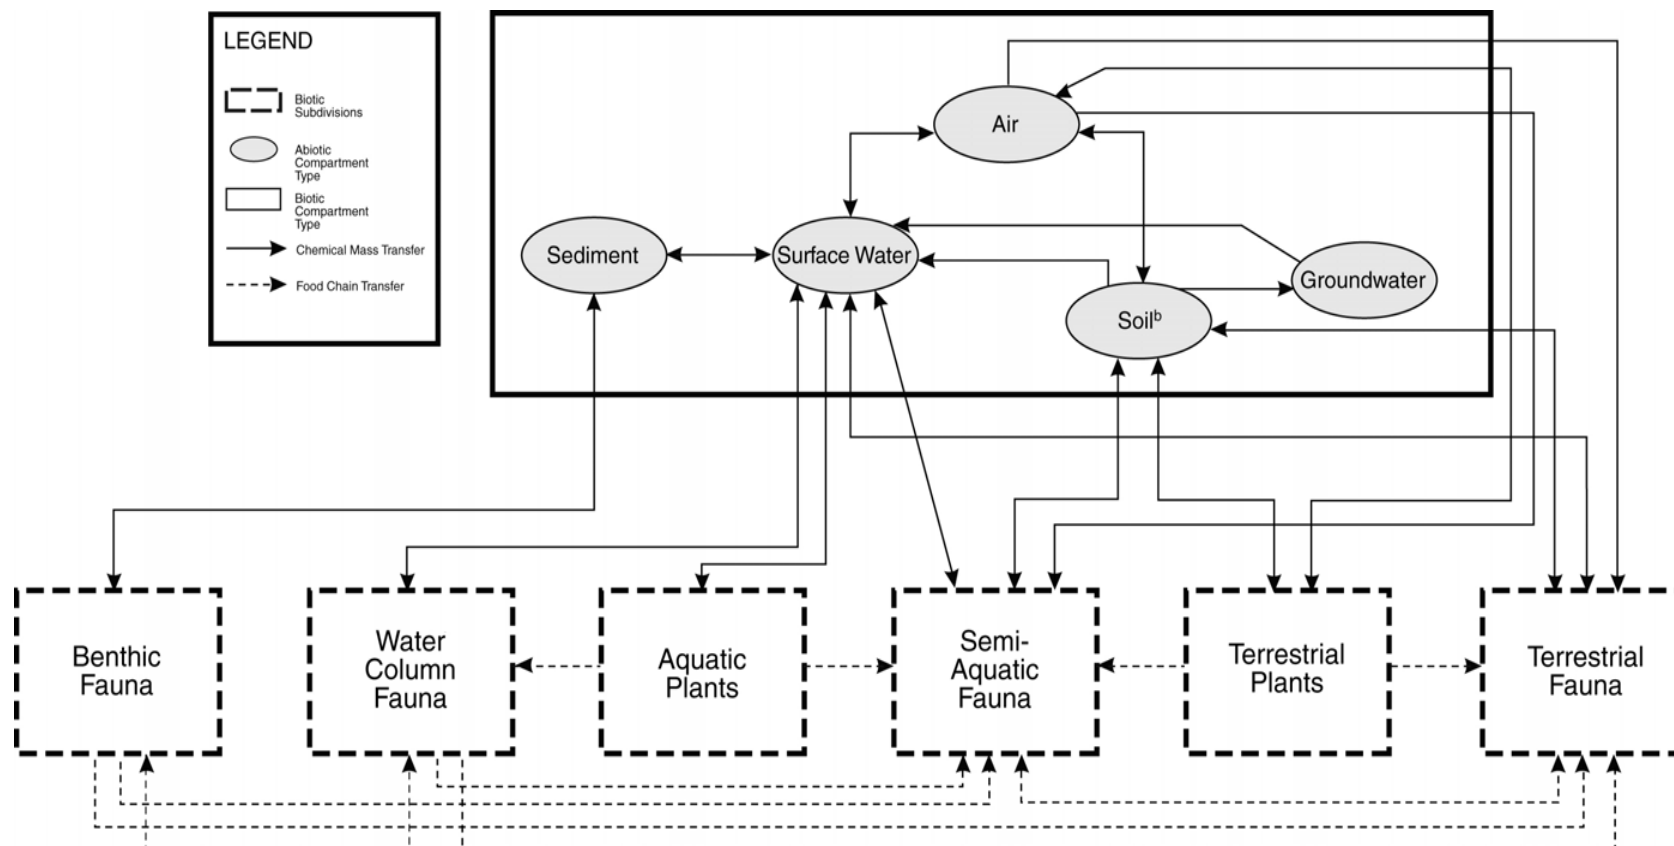 LEGEND
Biotic
Subdivisions
Abiotic
Compartment
Type
Biotic
Compartment
Type
Chemical Mass Transfer
Food Chain Transfer
Air
Sediment
Surface Water
Groundwater
Soilᵇ
Benthic
Fauna
Water
Column
Fauna
Aquatic
Plants
Semi-
Aquatic
Fauna
Terrestrial
Plants
Terrestrial
Fauna